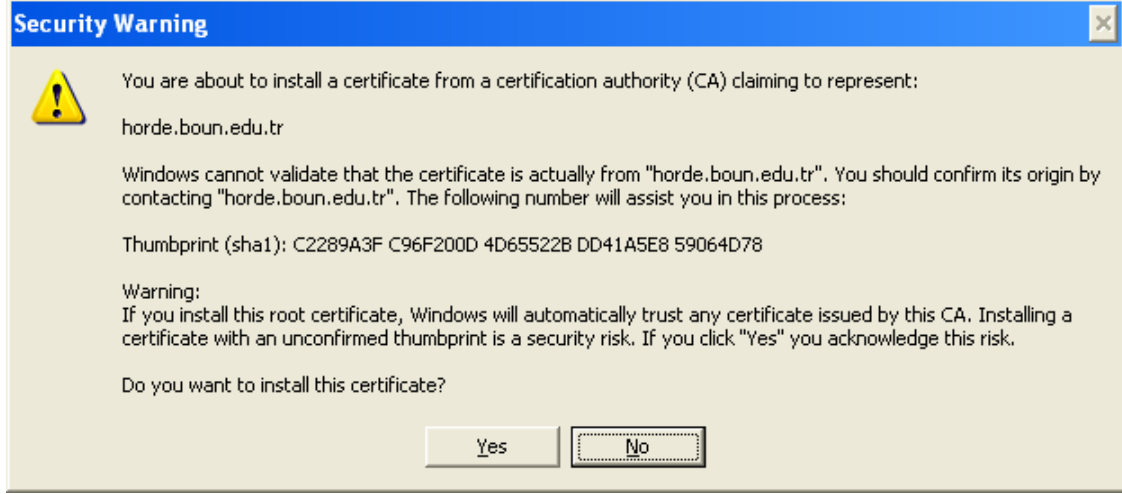 Security Warning
You are about to install a certificate from a certification authority (CA) claiming to represent:
horde.boun.edu.tr
Windows cannot validate that the certificate is actually from "horde.boun.edu.tr". You should confirm its origin by
contacting "horde.boun.edu.tr". The following number will assist you in this process:
Thumbprint (sha1): C2289A3F C96F200D 4D65522B DD41A5E8 59064D78
Warning:
If you install this root certificate, Windows will automatically trust any certificate issued by this CA. Installing a
certificate with an unconfirmed thumbprint is a security risk. If you click "Yes" you acknowledge this risk.
Do you want to install this certificate?
Yes
No